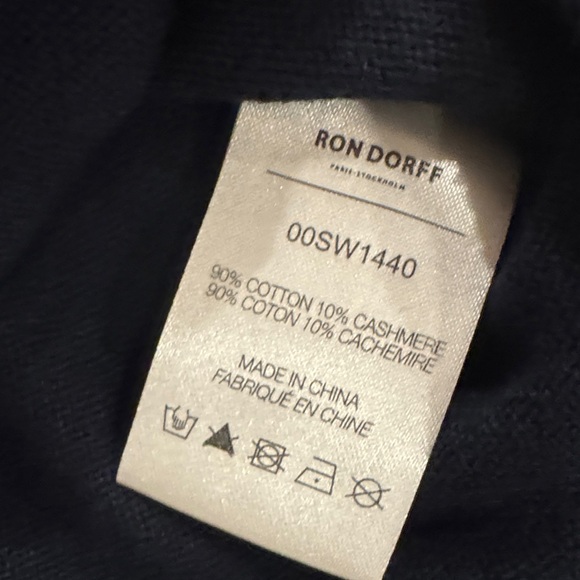 RON DORFF
PARIS-STOCKHOLM
00SW1440
90% COTTON 10% CASHMERE
90% COTON 10% CACHEMIRE
MADE IN CHINA
FABRIQUÉ EN CHINE